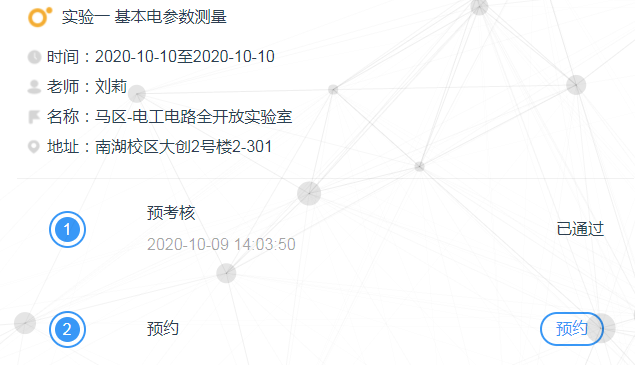 实验一 基本电参数测量
时间：2020-10-10至2020-10-10
老师：刘莉
名称：马区-电工电路全开放实验室
地址：南湖校区大创2号楼2-301
1
预考核
已通过
2020-10-09 14:03:50
2
预约
预约